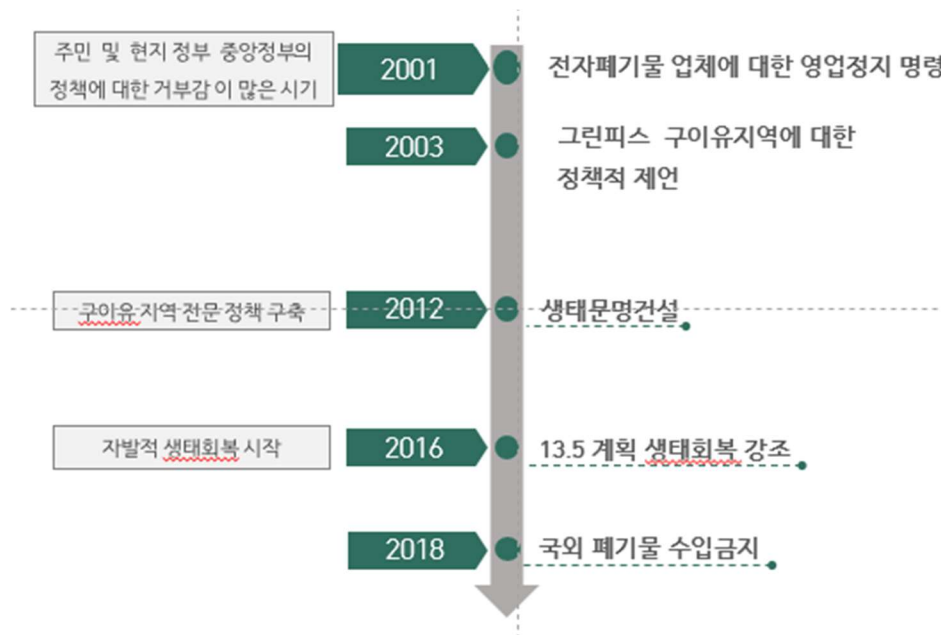 주민 및 현지 정부 중앙정부의
정책에 대한 거부감 이 많은 시기
2001
전자폐기물 업체에 대한 영업정지 명령
2003
그린피스 구이유지역에 대한
정책적 제언
구이유 지역 전문 정책 구축
2012
생태문명건설
자발적 생태회복 시작
2016
13.5 계획 생태회복 강조
2018
국외 폐기물 수입금지